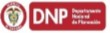 DNP Departamento
Nacional
de Planeación